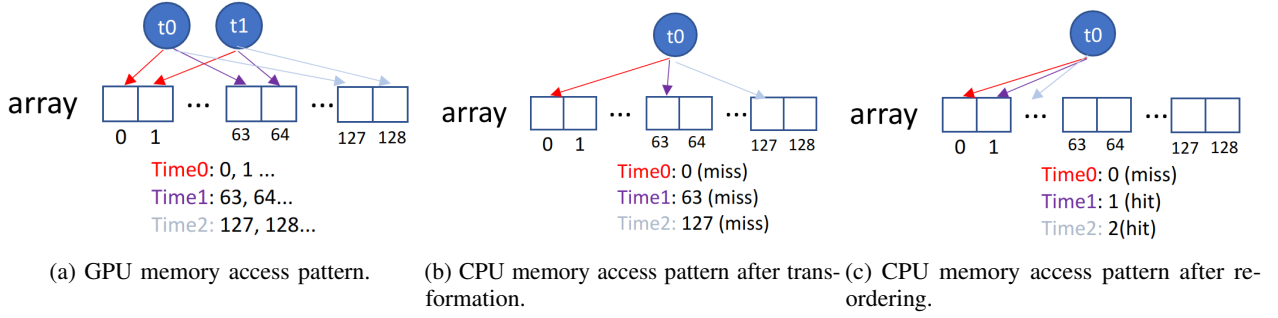 t0 t1
array ... ... 
0 1 63 64 127 128
Time0: 0, 1 ...
Time1: 63, 64...
Time2: 127, 128...
(a) GPU memory access pattern.
t0
array ... ...
0 1 63 64 127 128
Time0: 0 (miss)
Time1: 63 (miss)
Time2: 127 (miss)
(b) CPU memory access pattern after trans-
formation.
t0
array ... ...
0 1 63 64 127 128
Time0: 0 (miss)
Time1: 1 (hit)
Time2: 2(hit)
(c) CPU memory access pattern after re-
ordering.